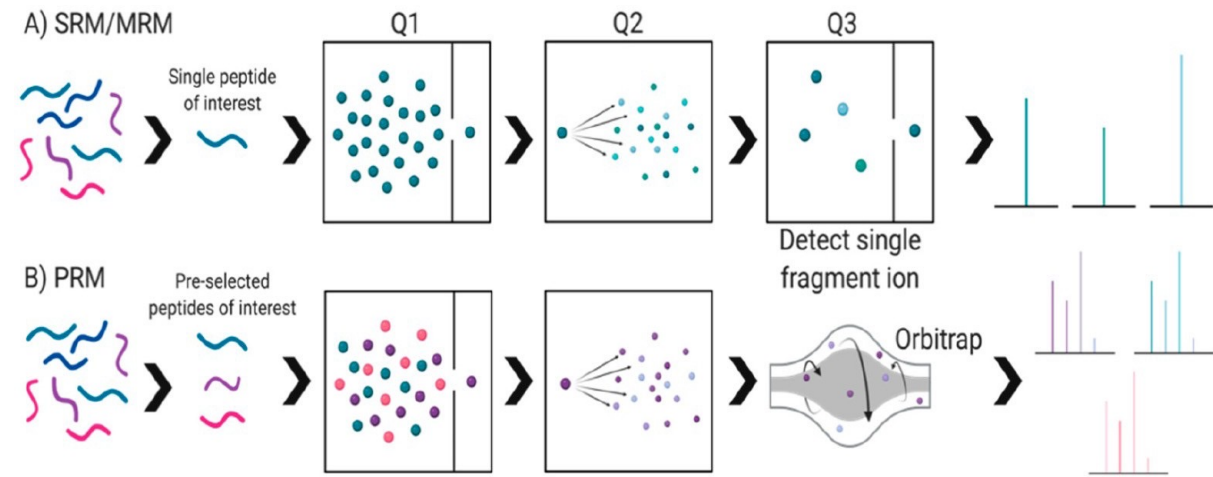 A) SRM/MRM
Single peptide
of interest
Q1
Q2
Q3
Detect single
fragment ion
B) PRM
Pre-selected
peptides of interest
Orbitrap